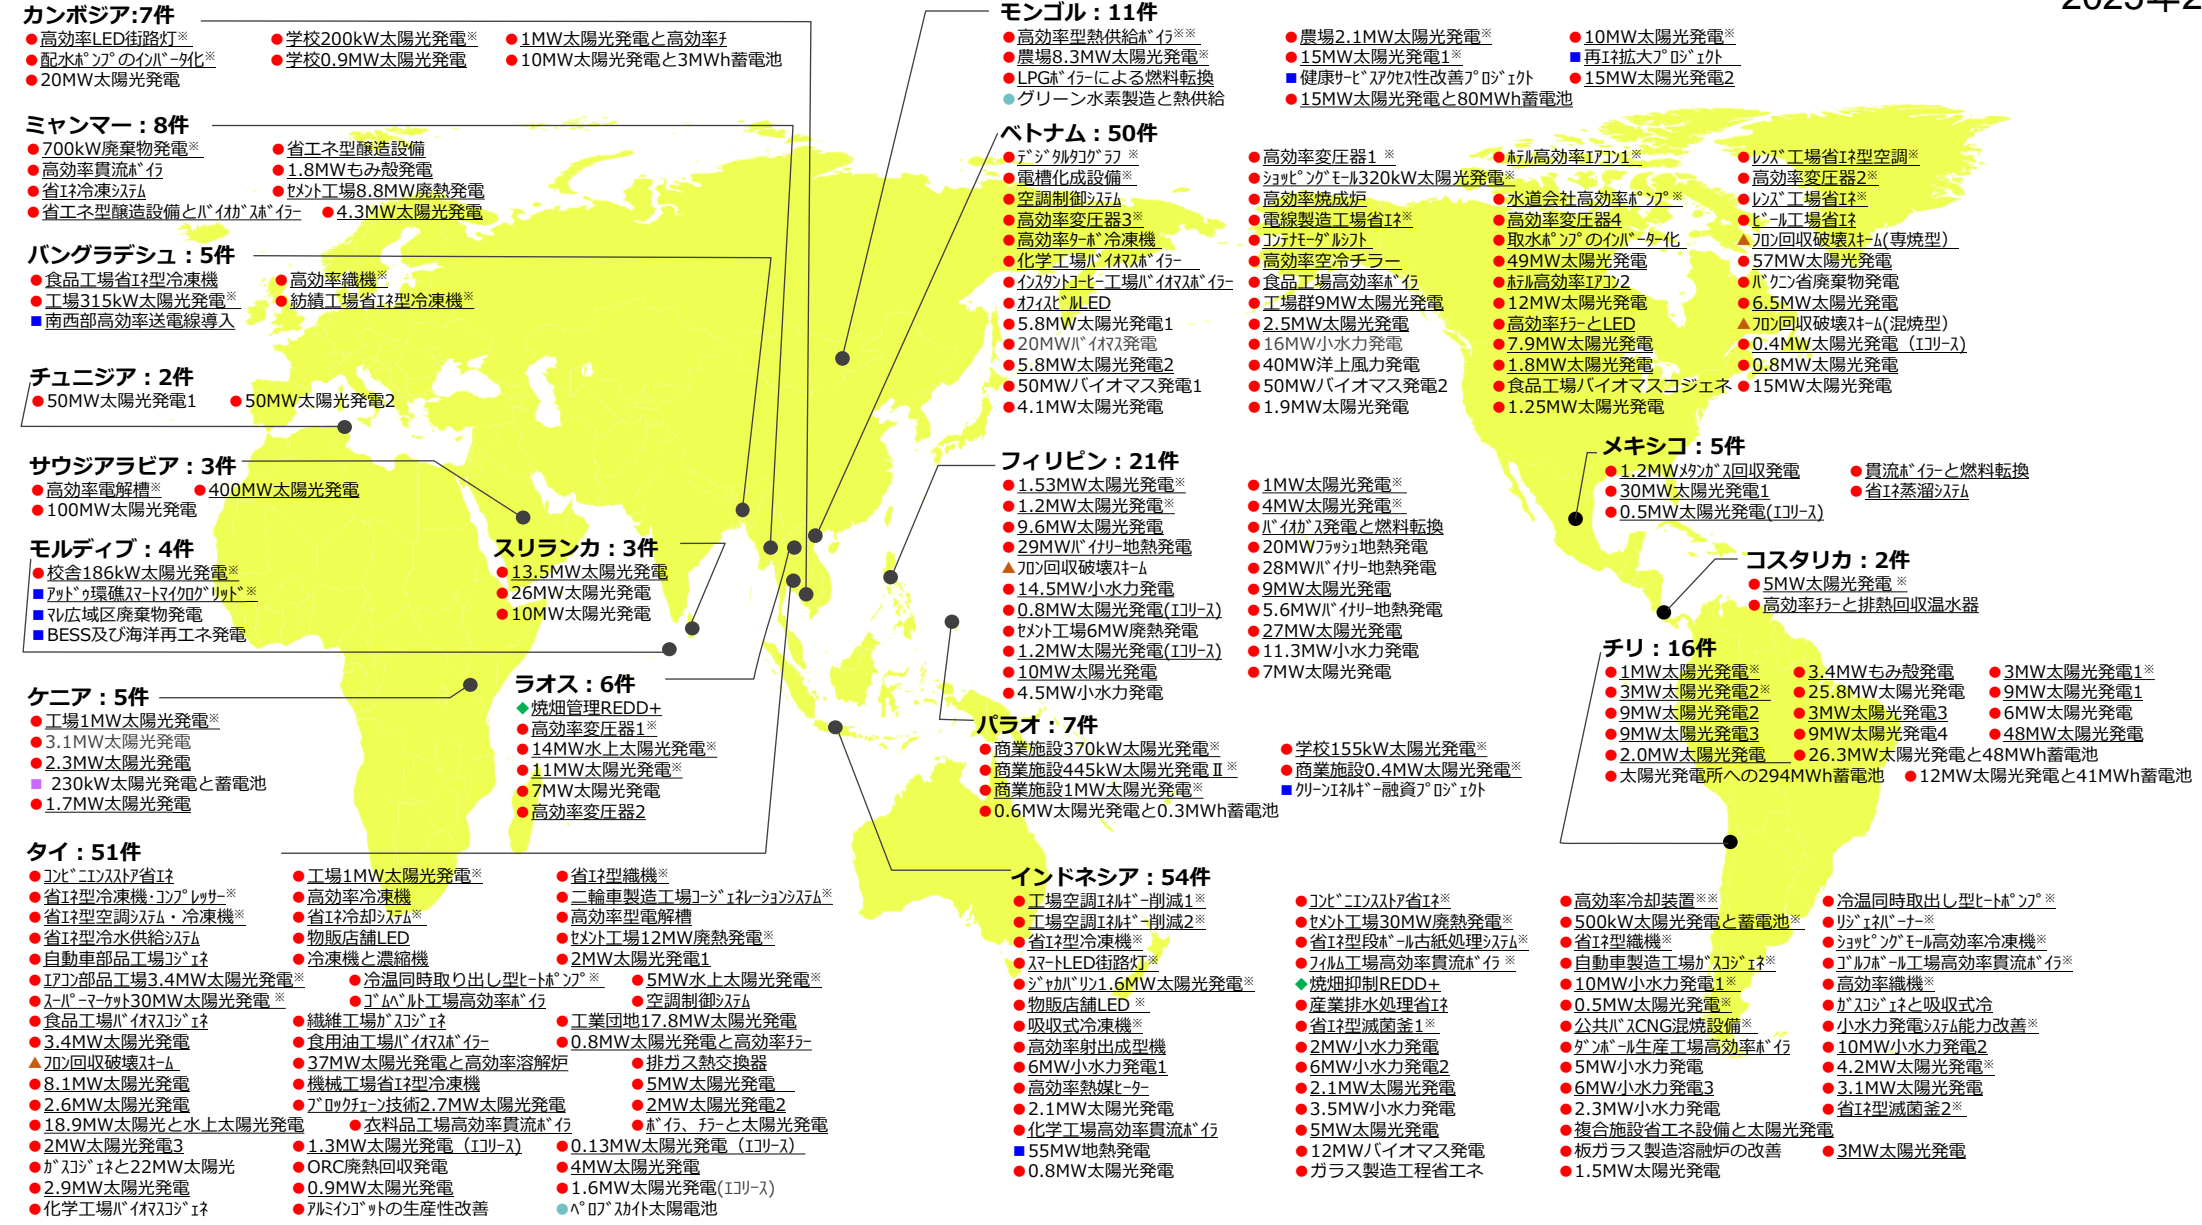 2025年2
カンボジア:7件
●高効率LED街路灯※ ●学校200kW太陽光発電※ ●1MW太陽光発電と高効率ﾁ
●配水ﾎﾟﾝﾌﾟのｲﾝﾊﾞｰﾀ化※ ●学校0.9MW太陽光発電 ●10MW太陽光発電と3MWh蓄電池
●20MW太陽光発電
ミャンマー：8件
●700kW廃棄物発電※ ●省エネ型醸造設備
●高効率貫流ﾎﾞｲﾗ ●1.8MWもみ殻発電
●省ｴﾈ冷凍ｼｽﾃﾑ ●ｾﾒﾝﾄ工場8.8MW廃熱発電
●省エネ型醸造設備とﾊﾞｲｵｶﾞｽﾎﾞｲﾗｰ ●4.3MW太陽光発電
バングラデシュ：5件
●食品工場省ｴﾈ型冷凍機 ●高効率織機※
●工場315kW太陽光発電※ ●紡績工場省ｴﾈ型冷凍機※
■南西部高効率送電線導入
チュニジア：2件
●50MW太陽光発電1 ●50MW太陽光発電2
サウジアラビア：3件
●高効率電解槽※ ●400MW太陽光発電
●100MW太陽光発電
モルディブ：4件
●校舎186kW太陽光発電※
■ｱｯﾄﾞｩ環礁ｽﾏｰﾄﾏｲｸﾛｸﾞﾘｯﾄﾞ※
■ﾏﾚ広域区廃棄物発電
■BESS及び海洋再エネ発電
スリランカ：3件
●13.5MW太陽光発電
●26MW太陽光発電
●10MW太陽光発電
ケニア：5件
●工場1MW太陽光発電※
●3.1MW太陽光発電
●2.3MW太陽光発電
■ 230kW太陽光発電と蓄電池
●1.7MW太陽光発電
ラオス：6件
◆焼畑管理REDD+
●高効率変圧器1※
●14MW水上太陽光発電※
●11MW太陽光発電※
●7MW太陽光発電
●高効率変圧器2
タイ：51件
●ｺﾝﾋﾞﾆｴﾝｽｽﾄｱ省ｴﾈ ●工場1MW太陽光発電※ ●省ｴﾈ型織機※
●省ｴﾈ型冷凍機･ｺﾝﾌﾟﾚｯｻｰ※ ●高効率冷凍機 ●二輪車製造工場ｺｰｼﾞｪﾈﾚｰｼｮﾝｼｽﾃﾑ※
●省ｴﾈ型空調ｼｽﾃﾑ・冷凍機※ ●省ｴﾈ冷却ｼｽﾃﾑ※ ●高効率型電解槽
●省ｴﾈ型冷水供給ｼｽﾃﾑ ●物販店舗LED ●ｾﾒﾝﾄ工場12MW廃熱発電※
●自動車部品工場ｺｼﾞｪﾈ ●冷凍機と濃縮機 ●2MW太陽光発電1
●ｴｱｺﾝ部品工場3.4MW太陽光発電※ ●冷温同時取り出し型ﾋｰﾄﾎﾟﾝﾌﾟ※ ●5MW水上太陽光発電※
●ｽｰﾊﾟｰﾏｰｹｯﾄ30MW太陽光発電※ ●ｺﾞﾑﾍﾞﾙﾄ工場高効率ﾎﾞｲﾗ ●空調制御ｼｽﾃﾑ
●食品工場ﾊﾞｲｵﾏｽｺｼﾞｪﾈ ●繊維工場ｶﾞｽｺｼﾞｪﾈ ●工業団地17.8MW太陽光発電
●3.4MW太陽光発電 ●食用油工場ﾊﾞｲｵﾏｽﾎﾞｲﾗｰ ●0.8MW太陽光発電と高効率ﾁﾗｰ
▲ﾌﾛﾝ回収破壊ｽｷｰﾑ ●37MW太陽光発電と高効率溶解炉 ●排ガス熱交換器
●8.1MW太陽光発電 ●機械工場省ｴﾈ型冷凍機 ●5MW太陽光発電
●2.6MW太陽光発電 ●ﾌﾞﾛｯｸﾁｪｰﾝ技術2.7MW太陽光発電 ●2MW太陽光発電2
●18.9MW太陽光と水上太陽光発電 ●衣料品工場高効率貫流ﾎﾞｲﾗ ●ﾎﾞｲﾗ、ﾁﾗｰと太陽光発電
●2MW太陽光発電3 ●1.3MW太陽光発電（ｴｺﾘｰｽ) ●0.13MW太陽光発電（ｴｺﾘｰｽ）
●ｶﾞｽｺｼﾞｪﾈと22MW太陽光 ●ORC廃熱回収発電 ●4MW太陽光発電
●2.9MW太陽光発電 ●0.9MW太陽光発電 ●1.6MW太陽光発電(ｴｺﾘｰｽ)
●化学工場ﾊﾞｲｵﾏｽｺｼﾞｪﾈ ●ｱﾙﾐｲﾝｺﾞｯﾄの生産性改善 ●ﾍﾟﾛﾌﾞｽｶｲﾄ太陽電池
モンゴル：11件
●高効率型熱供給ﾎﾞｲﾗ※※ ●農場2.1MW太陽光発電※ ●10MW太陽光発電※
●農場8.3MW太陽光発電※ ●15MW太陽光発電1※ ■再ｴﾈ拡大ﾌﾟﾛｼﾞｪｸﾄ
●LPGﾎﾞｲﾗｰによる燃料転換 ■健康ｻｰﾋﾞｽｱｸｾｽ性改善ﾌﾟﾛｼﾞｪｸﾄ ●15MW太陽光発電2
●グリーン水素製造と熱供給 ●15MW太陽光発電と80MWh蓄電池
ベトナム：50件
●ﾃﾞｼﾞﾀﾙﾀｺｸﾞﾗﾌ ※ ●高効率変圧器1 ※ ●ﾎﾃﾙ高効率ｴｱｺﾝ1※ ●ﾚﾝｽﾞ工場省ｴﾈ型空調※
●電槽化成設備※ ●ｼｮｯﾋﾟﾝｸﾞﾓｰﾙ320kW太陽光発電※ ●高効率変圧器2※
●空調制御ｼｽﾃﾑ ●高効率焼成炉 ●水道会社高効率ﾎﾟﾝﾌﾟ※ ●ﾚﾝｽﾞ工場省ｴﾈ※
●高効率変圧器3※ ●電線製造工場省ｴﾈ※ ●高効率変圧器4 ●ﾋﾞｰﾙ工場省ｴﾈ
●高効率ﾀｰﾎﾞ冷凍機 ●ｺﾝﾃﾅﾓｰﾀﾞﾙｼﾌﾄ ●取水ﾎﾟﾝﾌﾟのｲﾝﾊﾞｰﾀｰ化 ▲ﾌﾛﾝ回収破壊ｽｷｰﾑ(専焼型）
●化学工場ﾊﾞｲｵﾏｽﾎﾞｲﾗｰ ●高効率空冷チラー ●49MW太陽光発電 ●57MW太陽光発電
●ｲﾝｽﾀﾝﾄｺｰﾋｰ工場ﾊﾞｲｵﾏｽﾎﾞｲﾗｰ ●食品工場高効率ﾎﾞｲﾗ ●ﾎﾃﾙ高効率ｴｱｺﾝ2 ●ﾊﾞｸﾆﾝ省廃棄物発電
●ｵﾌｨｽﾋﾞﾙLED ●工場群9MW太陽光発電 ●12MW太陽光発電 ●6.5MW太陽光発電
●5.8MW太陽光発電1 ●2.5MW太陽光発電 ●高効率ﾁﾗｰとLED ▲ﾌﾛﾝ回収破壊ｽｷｰﾑ(混焼型）
●20MWﾊﾞｲｵﾏｽ発電 ●16MW小水力発電 ●7.9MW太陽光発電 ●0.4MW太陽光発電（ｴｺﾘｰｽ)
●5.8MW太陽光発電2 ●40MW洋上風力発電 ●1.8MW太陽光発電 ●0.8MW太陽光発電
●50MWバイオマス発電1 ●50MWバイオマス発電2 ●食品工場バイオマスコジェネ ●15MW太陽光発電
●4.1MW太陽光発電 ●1.9MW太陽光発電 ●1.25MW太陽光発電
フィリピン：21件
●1.53MW太陽光発電※ ●1MW太陽光発電※
●1.2MW太陽光発電※ ●4MW太陽光発電※
●9.6MW太陽光発電 ●ﾊﾞｲｵｶﾞｽ発電と燃料転換
●29MWﾊﾞｲﾅﾘｰ地熱発電 ●20MWﾌﾗｯｼｭ地熱発電
▲ﾌﾛﾝ回収破壊ｽｷｰﾑ ●28MWﾊﾞｲﾅﾘｰ地熱発電
●14.5MW小水力発電 ●9MW太陽光発電
●0.8MW太陽光発電(ｴｺﾘｰｽ) ●5.6MWﾊﾞｲﾅﾘｰ地熱発電
●ｾﾒﾝﾄ工場6MW廃熱発電 ●27MW太陽光発電
●1.2MW太陽光発電(ｴｺﾘｰｽ) ●11.3MW小水力発電
●10MW太陽光発電 ●7MW太陽光発電
●4.5MW小水力発電
パラオ：7件
●商業施設370kW太陽光発電※ ●学校155kW太陽光発電※
●商業施設445kW太陽光発電Ⅱ※ ●商業施設0.4MW太陽光発電※
●商業施設1MW太陽光発電※ ■ｸﾘｰﾝｴﾈﾙｷﾞｰ融資ﾌﾟﾛｼﾞｪｸﾄ
●0.6MW太陽光発電と0.3MWh蓄電池
メキシコ：5件
●1.2MWﾒﾀﾝｶﾞｽ回収発電 ●貫流ﾎﾞｲﾗｰと燃料転換
●30MW太陽光発電1 ●省ｴﾈ蒸溜ｼｽﾃﾑ
●0.5MW太陽光発電(ｴｺﾘｰｽ)
コスタリカ：2件
●5MW太陽光発電 ※
●高効率ﾁﾗｰと排熱回収温水器
チリ：16件
●1MW太陽光発電※ ●3.4MWもみ殻発電 ●3MW太陽光発電1※
●3MW太陽光発電2※ ●25.8MW太陽光発電 ●9MW太陽光発電1
●9MW太陽光発電2 ●3MW太陽光発電3 ●6MW太陽光発電
●9MW太陽光発電3 ●9MW太陽光発電4 ●48MW太陽光発電
●2.0MW太陽光発電 ●26.3MW太陽光発電と48MWh蓄電池
●太陽光発電所への294MWh蓄電池 ●12MW太陽光発電と41MWh蓄電池
インドネシア：54件
●工場空調ｴﾈﾙｷﾞｰ削減1※ ●ｺﾝﾋﾞﾆｴﾝｽｽﾄｱ省ｴﾈ※ ●高効率冷却装置※※ ●冷温同時取出し型ﾋｰﾄﾎﾟﾝﾌﾟ※
●工場空調ｴﾈﾙｷﾞｰ削減2※ ●ｾﾒﾝﾄ工場30MW廃熱発電※ ●500kW太陽光発電と蓄電池※ ●ﾘｼﾞｪﾈﾊﾞｰﾅｰ※
●省ｴﾈ型冷凍機※ ●省ｴﾈ型段ﾎﾞｰﾙ古紙処理ｼｽﾃﾑ※ ●省ｴﾈ型織機※ ●ｼｮｯﾋﾟﾝｸﾞﾓｰﾙ高効率冷凍機※
●ｽﾏｰﾄLED街路灯※ ●ﾌｨﾙﾑ工場高効率貫流ﾎﾞｲﾗ※ ●自動車製造工場ｶﾞｽｺｼﾞｪﾈ※ ●ｺﾞﾙﾌﾎﾞｰﾙ工場高効率貫流ﾎﾞｲﾗ※
●ｼﾞｬｶﾊﾞﾘﾝ1.6MW太陽光発電※ ◆焼畑抑制REDD+ ●10MW小水力発電1※ ●高効率織機※
●物販店舗LED ※ ●産業排水処理省ｴﾈ ●0.5MW太陽光発電※ ●ｶﾞｽｺｼﾞｪﾈと吸収式冷
●吸収式冷凍機※ ●省ｴﾈ型滅菌釜1※ ●公共ﾊﾞｽCNG混焼設備※ ●小水力発電ｼｽﾃﾑ能力改善※
●高効率射出成型機 ●2MW小水力発電 ●ﾀﾞﾝﾎﾞｰﾙ生産工場高効率ﾎﾞｲﾗ ●10MW小水力発電2
●6MW小水力発電1 ●6MW小水力発電2 ●5MW小水力発電 ●4.2MW太陽光発電※
●高効率熱媒ﾋｰﾀｰ ●2.1MW太陽光発電 ●6MW小水力発電3 ●3.1MW太陽光発電
●2.1MW太陽光発電 ●3.5MW小水力発電 ●2.3MW小水力発電 ●省ｴﾈ型滅菌釜2※
●化学工場高効率貫流ﾎﾞｲﾗ ●5MW太陽光発電 ●複合施設省エネ設備と太陽光発電
■55MW地熱発電 ●12MWバイオマス発電 ●板ガラス製造溶融炉の改善 ●3MW太陽光発電
●0.8MW太陽光発電 ●ガラス製造工程省エネ ●1.5MW太陽光発電